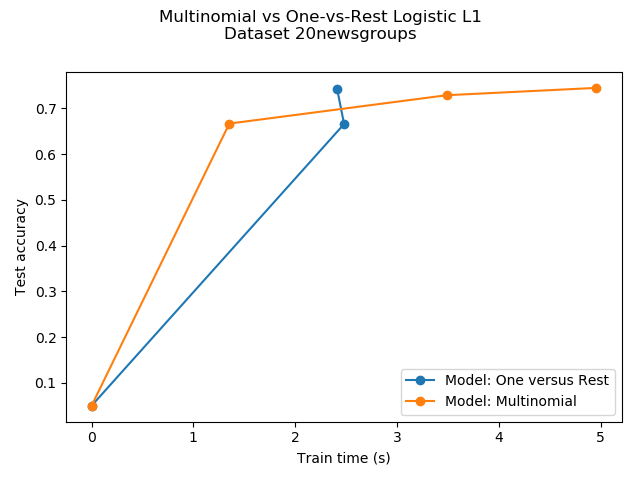 Multinomial vs One-vs-Rest Logistic L1
Dataset 20newsgroups
0.7
0.6
0.5
0.4
0.3
0.2
0.1
Test accuracy
Model: One versus Rest
Model: Multinomial
0 1 2 3 4 5
Train time (s)